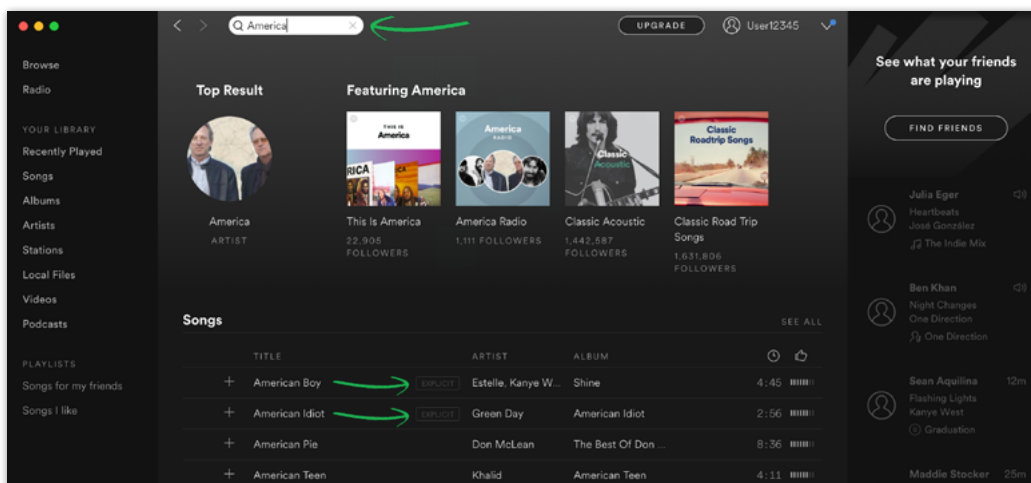 America
UPGRADE
User12345
Browse
Radio
YOUR LIBRARY
Recently Played
Songs
Albums
Artists
Stations
Local Files
Videos
Podcasts
PLAYLISTS
Songs for my friends
Songs I like
Top Result
America
ARTIST
Featuring America
THIS IS
America
RICA
This Is America
22,905
FOLLOWERS
America
RADIO
America Radio
1,111 FOLLOWERS
Classic
Acoustic
Classic Acoustic
1,442,587
FOLLOWERS
Classic
Roadtrip Songs
Classic Road Trip
Songs
1,631,806
FOLLOWERS
Songs
SEE ALL
TITLE ARTIST ALBUM
+ American Boy EXPLICIT Estelle, Kanye W... Shine 4:45
+ American Idiot EXPLICIT Green Day American Idiot 2:56
+ American Pie Don McLean The Best Of Don ... 8:36
+ American Teen Khalid American Teen 4:11
See what your friends
are playing
FIND FRIENDS
Julia Eger
Heartbeats
José González
The Indie Mix
Ben Khan
Night Changes
One Direction
One Direction
Sean Aquilina 12m
Flashing Lights
Kanye West
Graduation
Maddie Stocker 25m